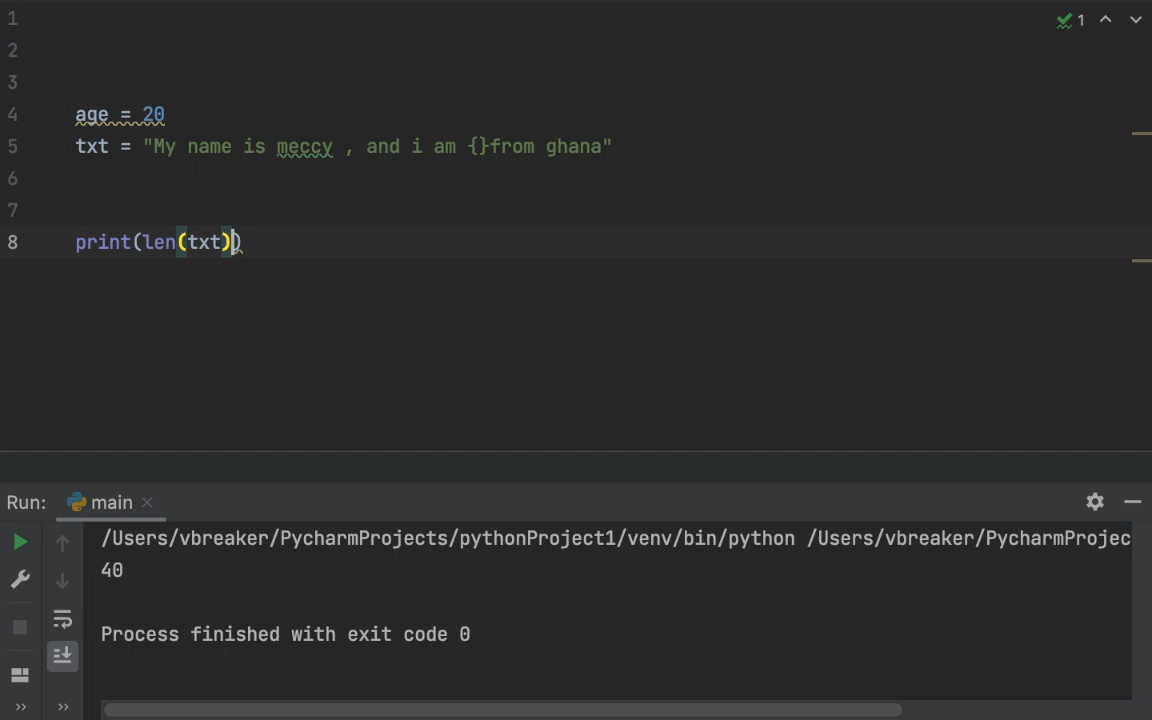 1
1
2
3
4 age = 20
5 txt = "My name is meccy , and i am {}from ghana"
6
7
8 print(len(txt))
Run: main
/Users/vbreaker/PycharmProjects/pythonProject1/venv/bin/python /Users/vbreaker/PycharmProjec
40
Process finished with exit code 0